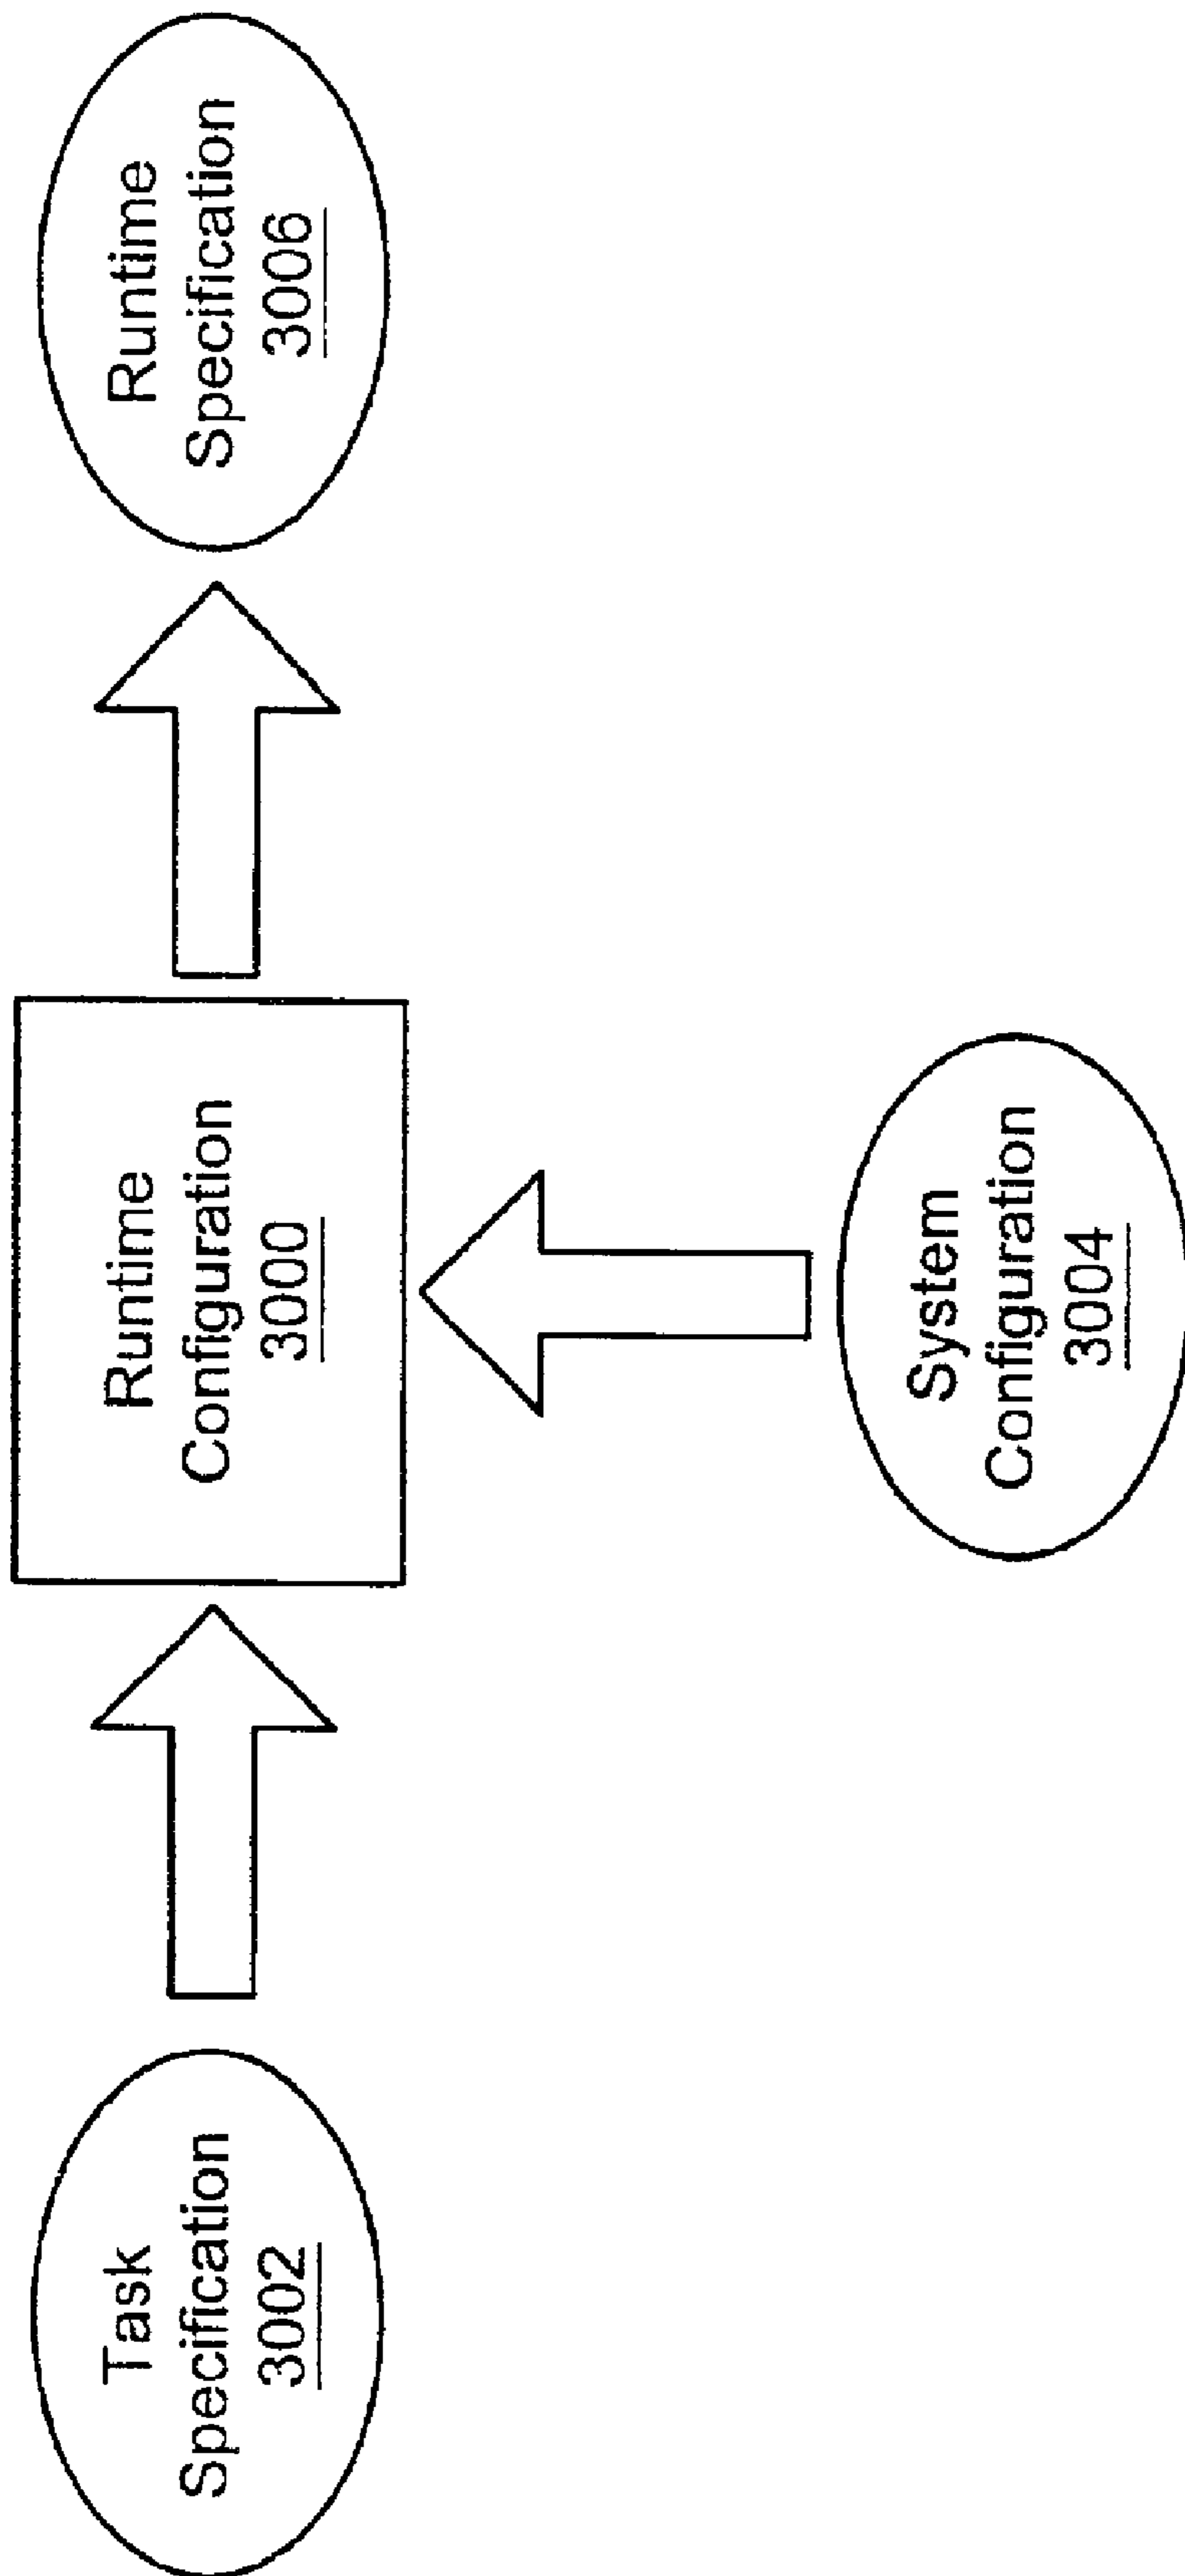 Task
Specification
3002
Runtime
Configuration
3000
Runtime
Specification
3006
System
Configuration
3004